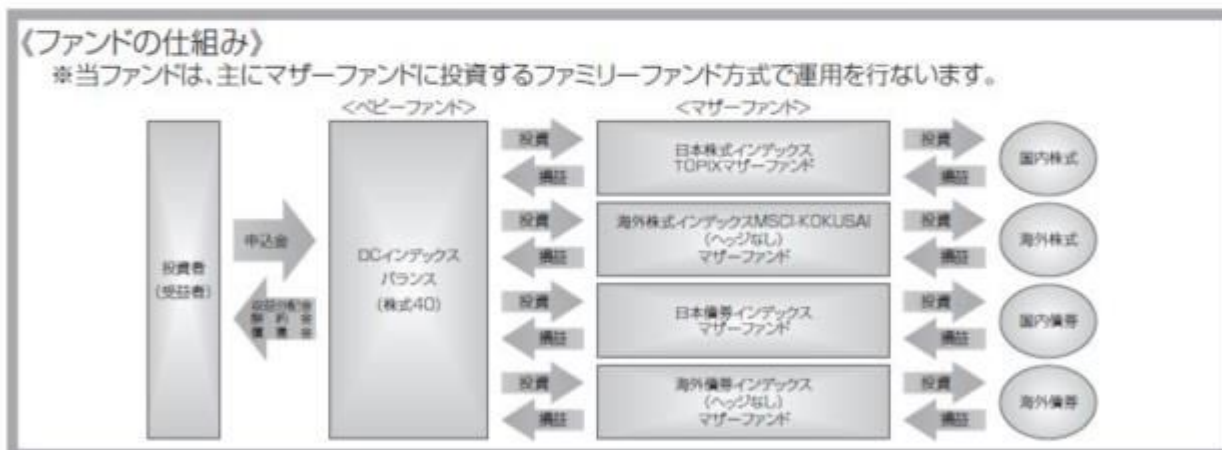 《ファンドの仕組み》
※当ファンドは、主にマザーファンドに投資するファミリーファンド方式で運用を行ないます。
<ベビーファンド>
<マザーファンド>
投資者
(受益者)
申込金
収益分配金
解約金
償還金
DCインデックス
バランス
(株式40)
投資
損益
日本株式インデックス
TOPIXマザーファンド
投資
損益
国内株式
投資
損益
海外株式インデックスMSCI-KOKUSAI
(ヘッジなし)
マザーファンド
投資
損益
海外株式
投資
損益
日本債券インデックス
マザーファンド
投資
損益
国内債券
投資
損益
海外債券インデックス
(ヘッジなし)
マザーファンド
投資
損益
海外債券